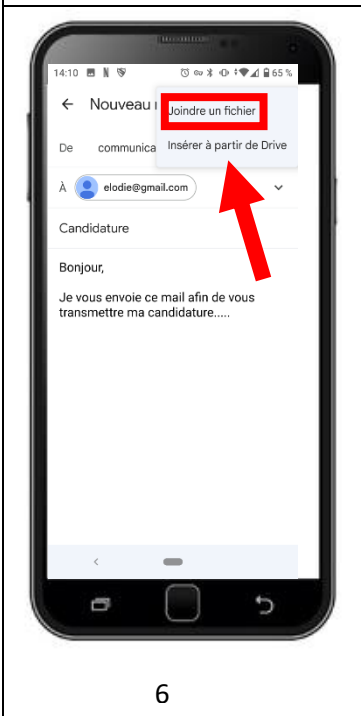 14:10 65 %
Nouveau
Joindre un fichier
De communica
Insérer à partir de Drive
À elodie@gmail.com
Candidature
Bonjour,
Je vous envoie ce mail afin de vous
transmettre ma candidature.....
6